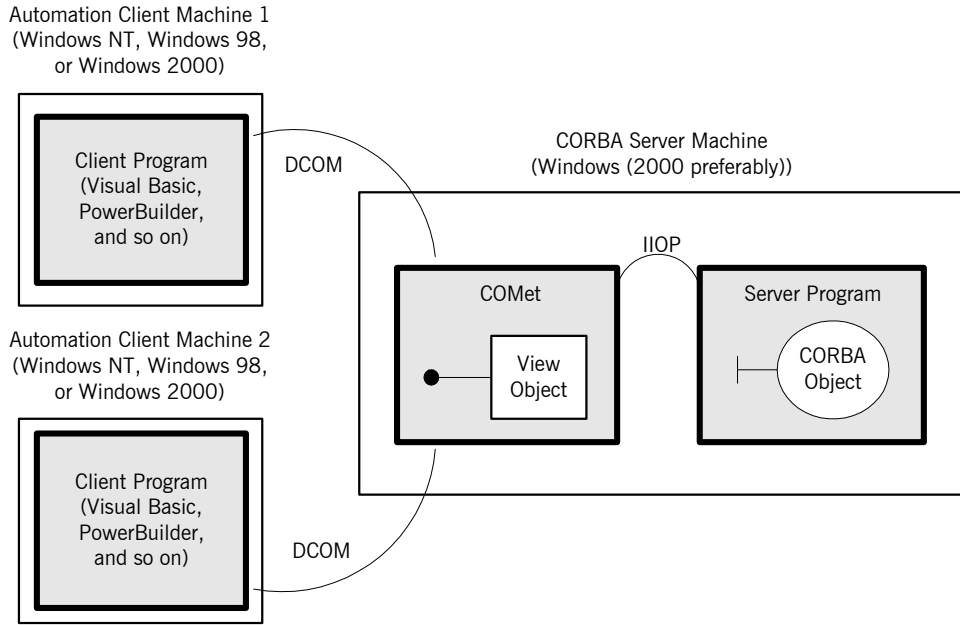 Automation Client Machine 1
(Windows NT, Windows 98,
or Windows 2000)
Client Program
(Visual Basic,
PowerBuilder,
and so on)
DCOM
CORBA Server Machine
(Windows (2000 preferably))
IIOP
COMet
View
Object
Server Program
CORBA
Object
Automation Client Machine 2
(Windows NT, Windows 98,
or Windows 2000)
Client Program
(Visual Basic,
PowerBuilder,
and so on)
DCOM